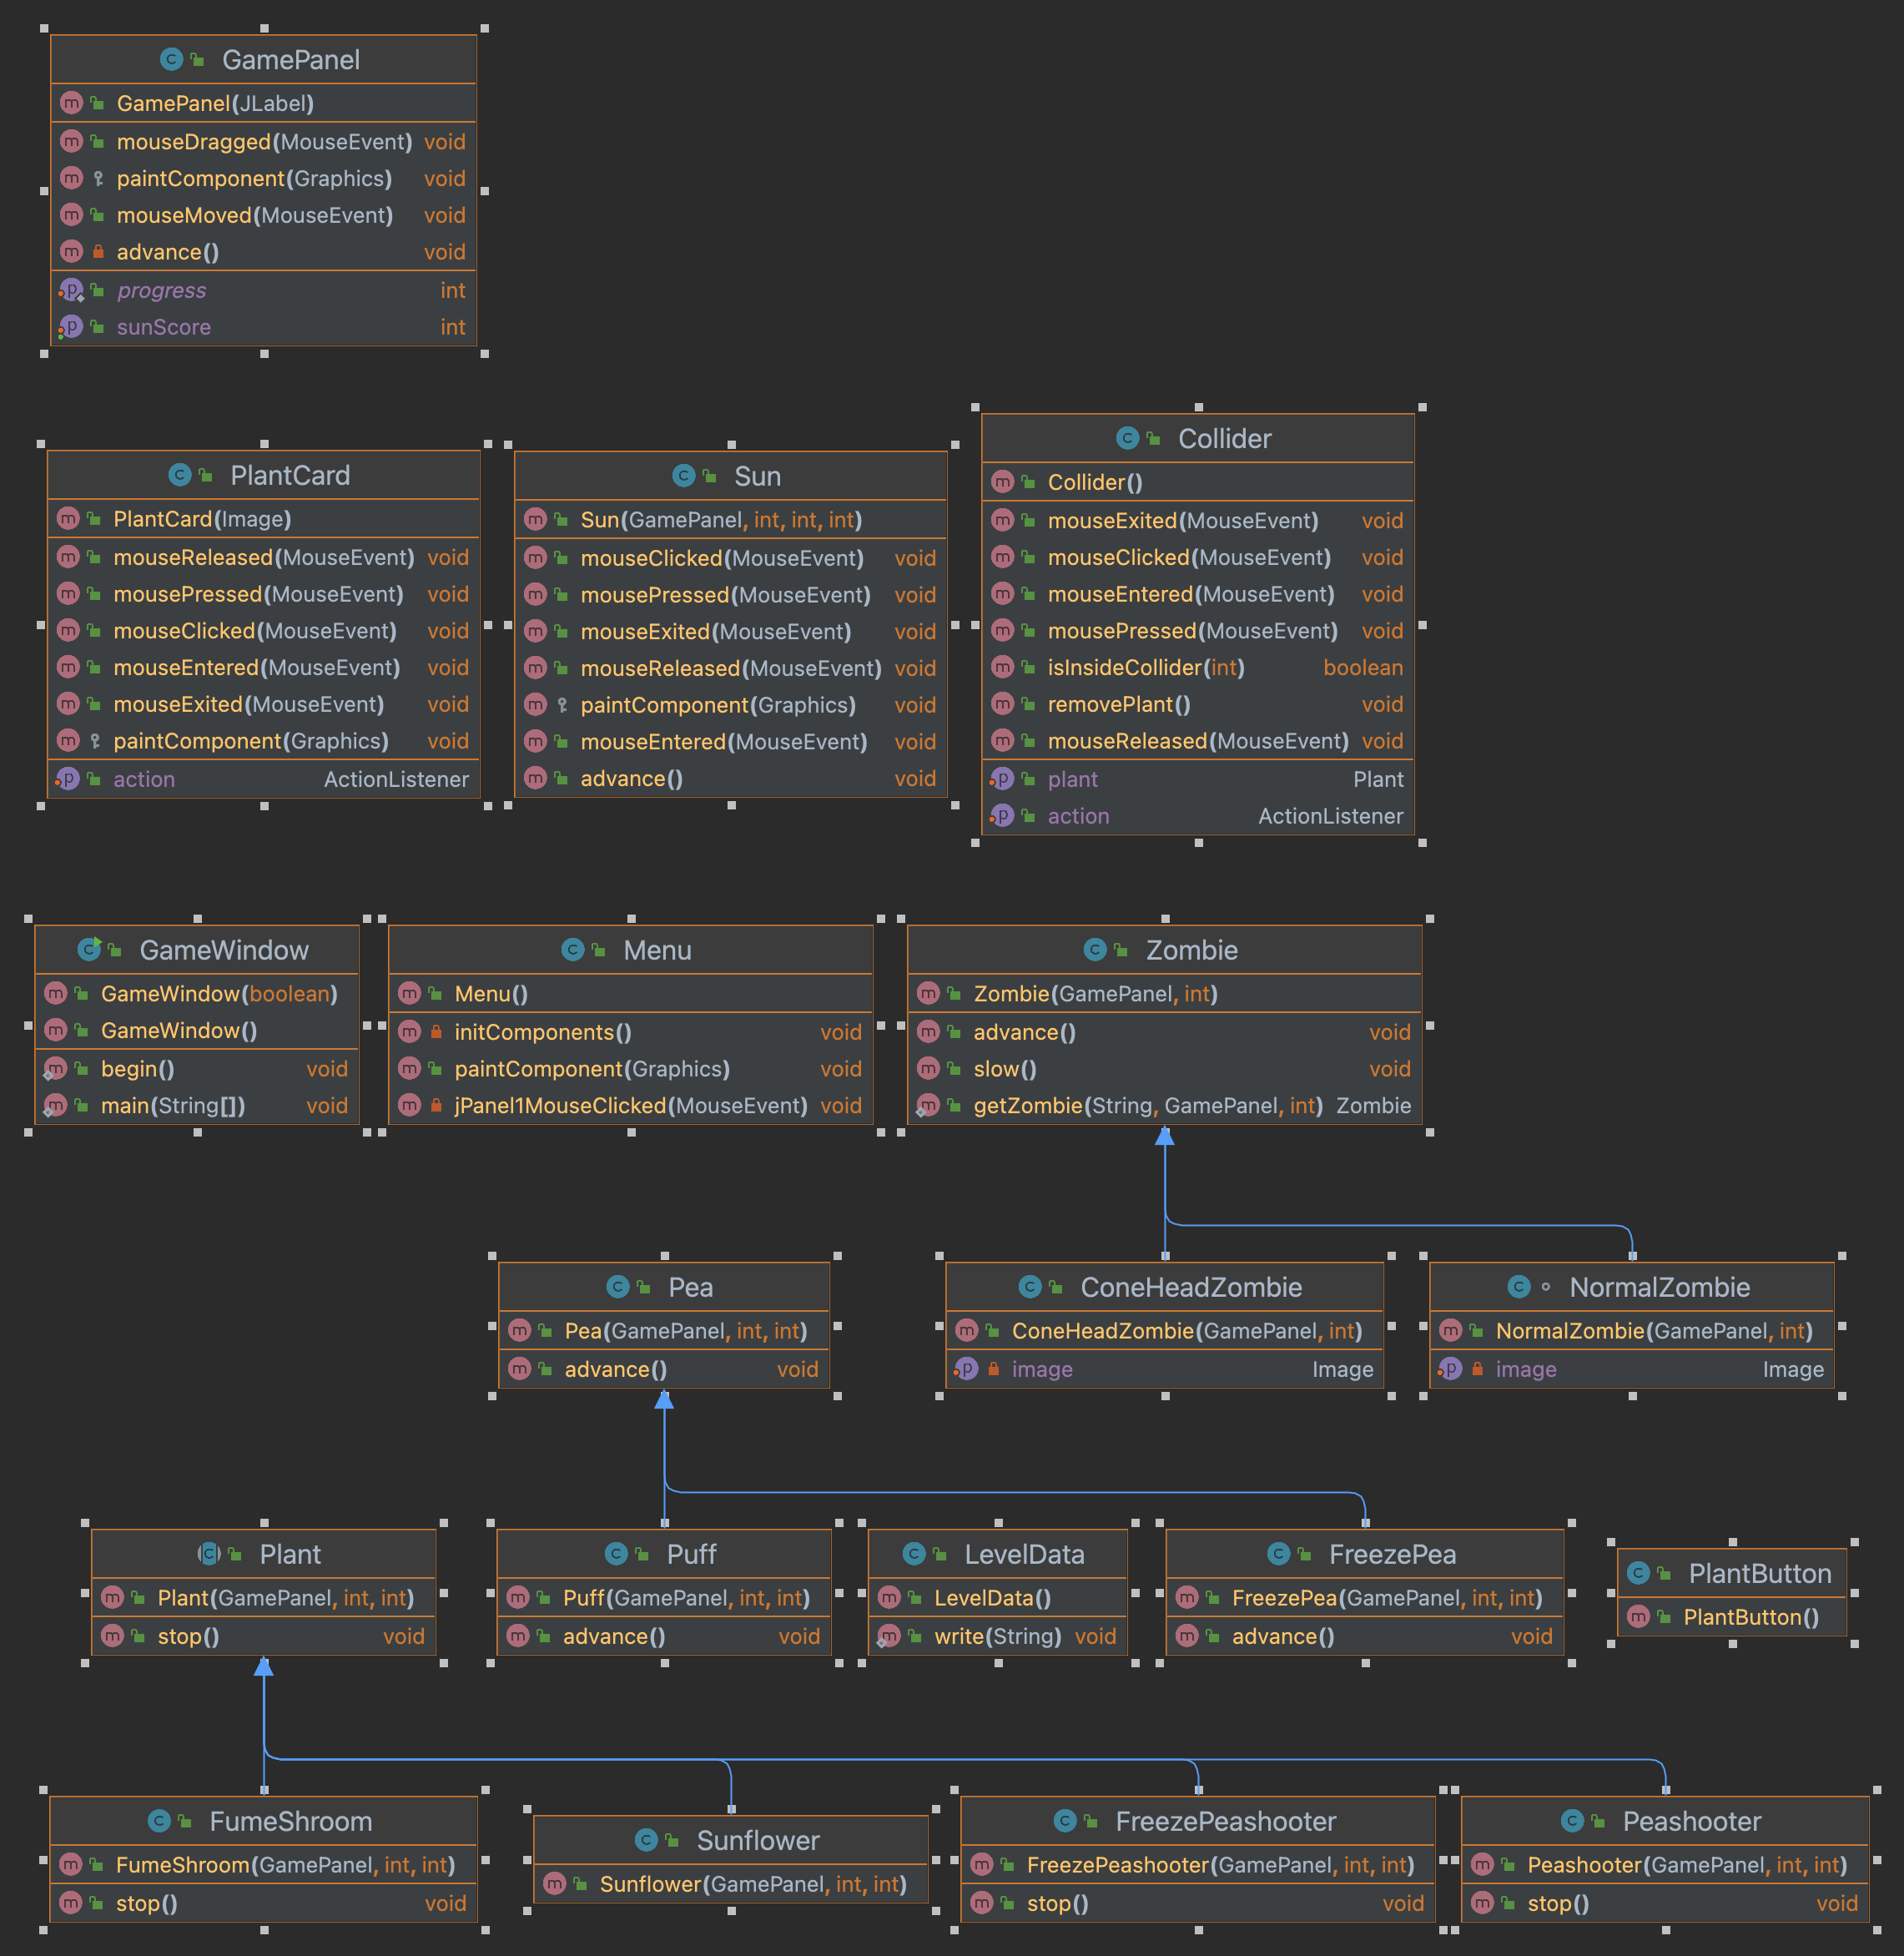 GamePanel
GamePanel(JLabel)
mouseDragged(MouseEvent) void
paintComponent(Graphics) void
mouseMoved(MouseEvent) void
advance() void
progress int
sunScore int
PlantCard
PlantCard(Image)
mouseReleased(MouseEvent) void
mousePressed(MouseEvent) void
mouseClicked(MouseEvent) void
mouseEntered(MouseEvent) void
mouseExited(MouseEvent) void
paintComponent(Graphics) void
action ActionListener
Sun
Sun(GamePanel, int, int, int)
mouseClicked(MouseEvent) void
mousePressed(MouseEvent) void
mouseExited(MouseEvent) void
mouseReleased(MouseEvent) void
paintComponent(Graphics) void
mouseEntered(MouseEvent) void
advance() void
Collider
Collider()
mouseExited(MouseEvent) void
mouseClicked(MouseEvent) void
mouseEntered(MouseEvent) void
mousePressed(MouseEvent) void
isInsideCollider(int) boolean
removePlant() void
mouseReleased(MouseEvent) void
plant Plant
action ActionListener
GameWindow
GameWindow(boolean)
GameWindow()
begin() void
main(String[]) void
Menu
Menu()
initComponents() void
paintComponent(Graphics) void
jPanel1MouseClicked(MouseEvent) void
Zombie
Zombie(GamePanel, int)
advance() void
slow() void
getZombie(String, GamePanel, int) Zombie
Pea
Pea(GamePanel, int, int)
advance() void
ConeHeadZombie
ConeHeadZombie(GamePanel, int)
image Image
NormalZombie
NormalZombie(GamePanel, int)
image Image
Plant
Plant(GamePanel, int, int)
stop() void
Puff
Puff(GamePanel, int, int)
advance() void
LevelData
LevelData()
write(String) void
FreezePea
FreezePea(GamePanel, int, int)
advance() void
PlantButton
PlantButton()
FumeShroom
FumeShroom(GamePanel, int, int)
stop() void
Sunflower
Sunflower(GamePanel, int, int)
FreezePeashooter
FreezePeashooter(GamePanel, int, int)
stop() void
Peashooter
Peashooter(GamePanel, int, int)
stop() void